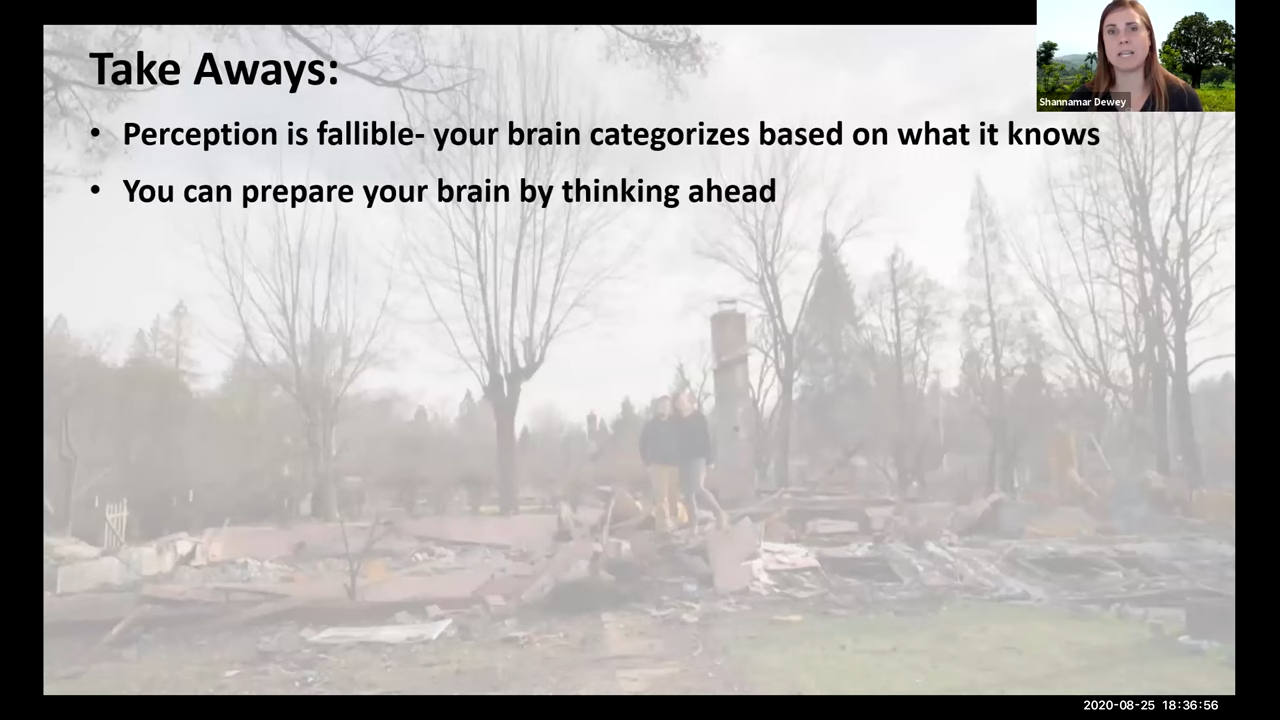 Take Aways:
Shannamar Dewey
• Perception is fallible- your brain categorizes based on what it knows
• You can prepare your brain by thinking ahead
2020-08-25 18:36:56